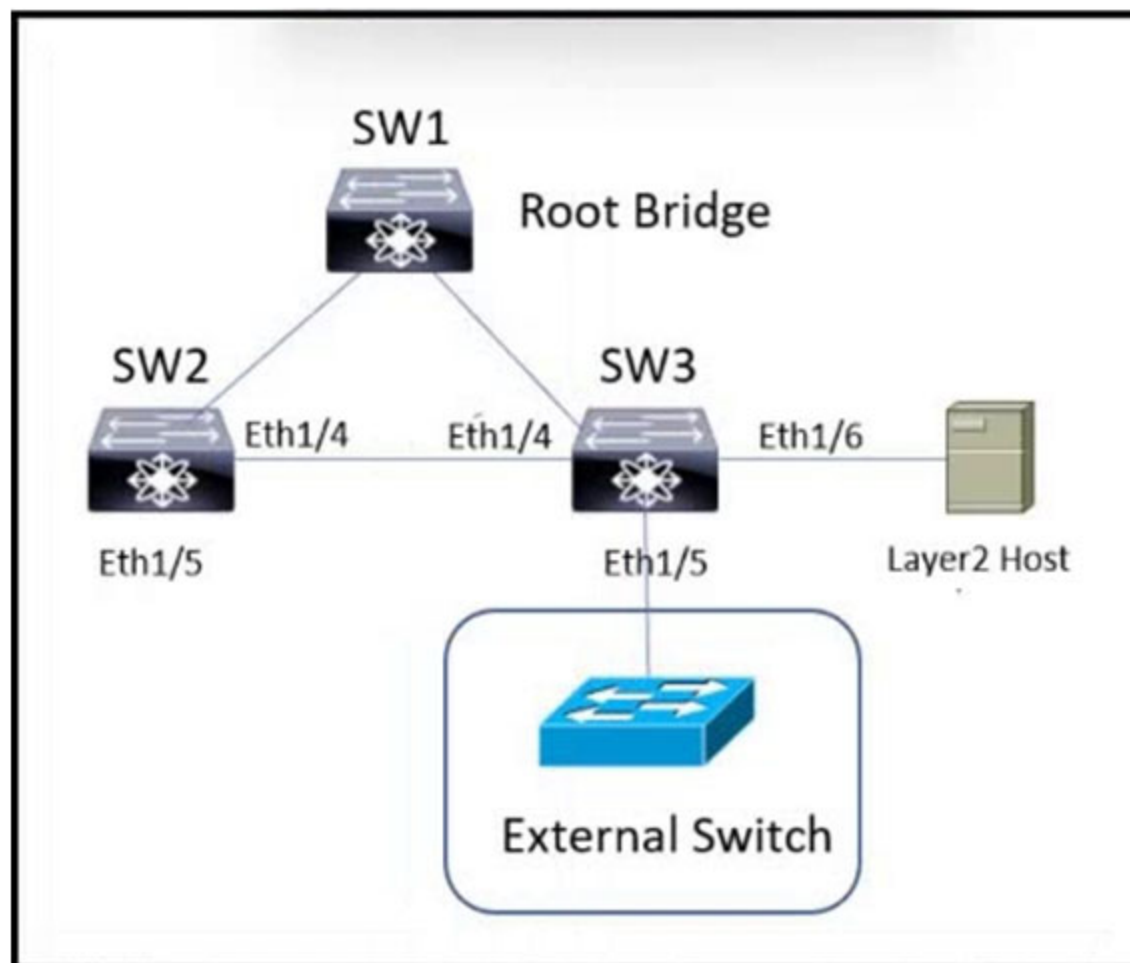 SW1
Root Bridge
SW2
SW3
Eth1/4
Eth1/4
Eth1/6
Eth1/5
Eth1/5
Layer2 Host
External Switch